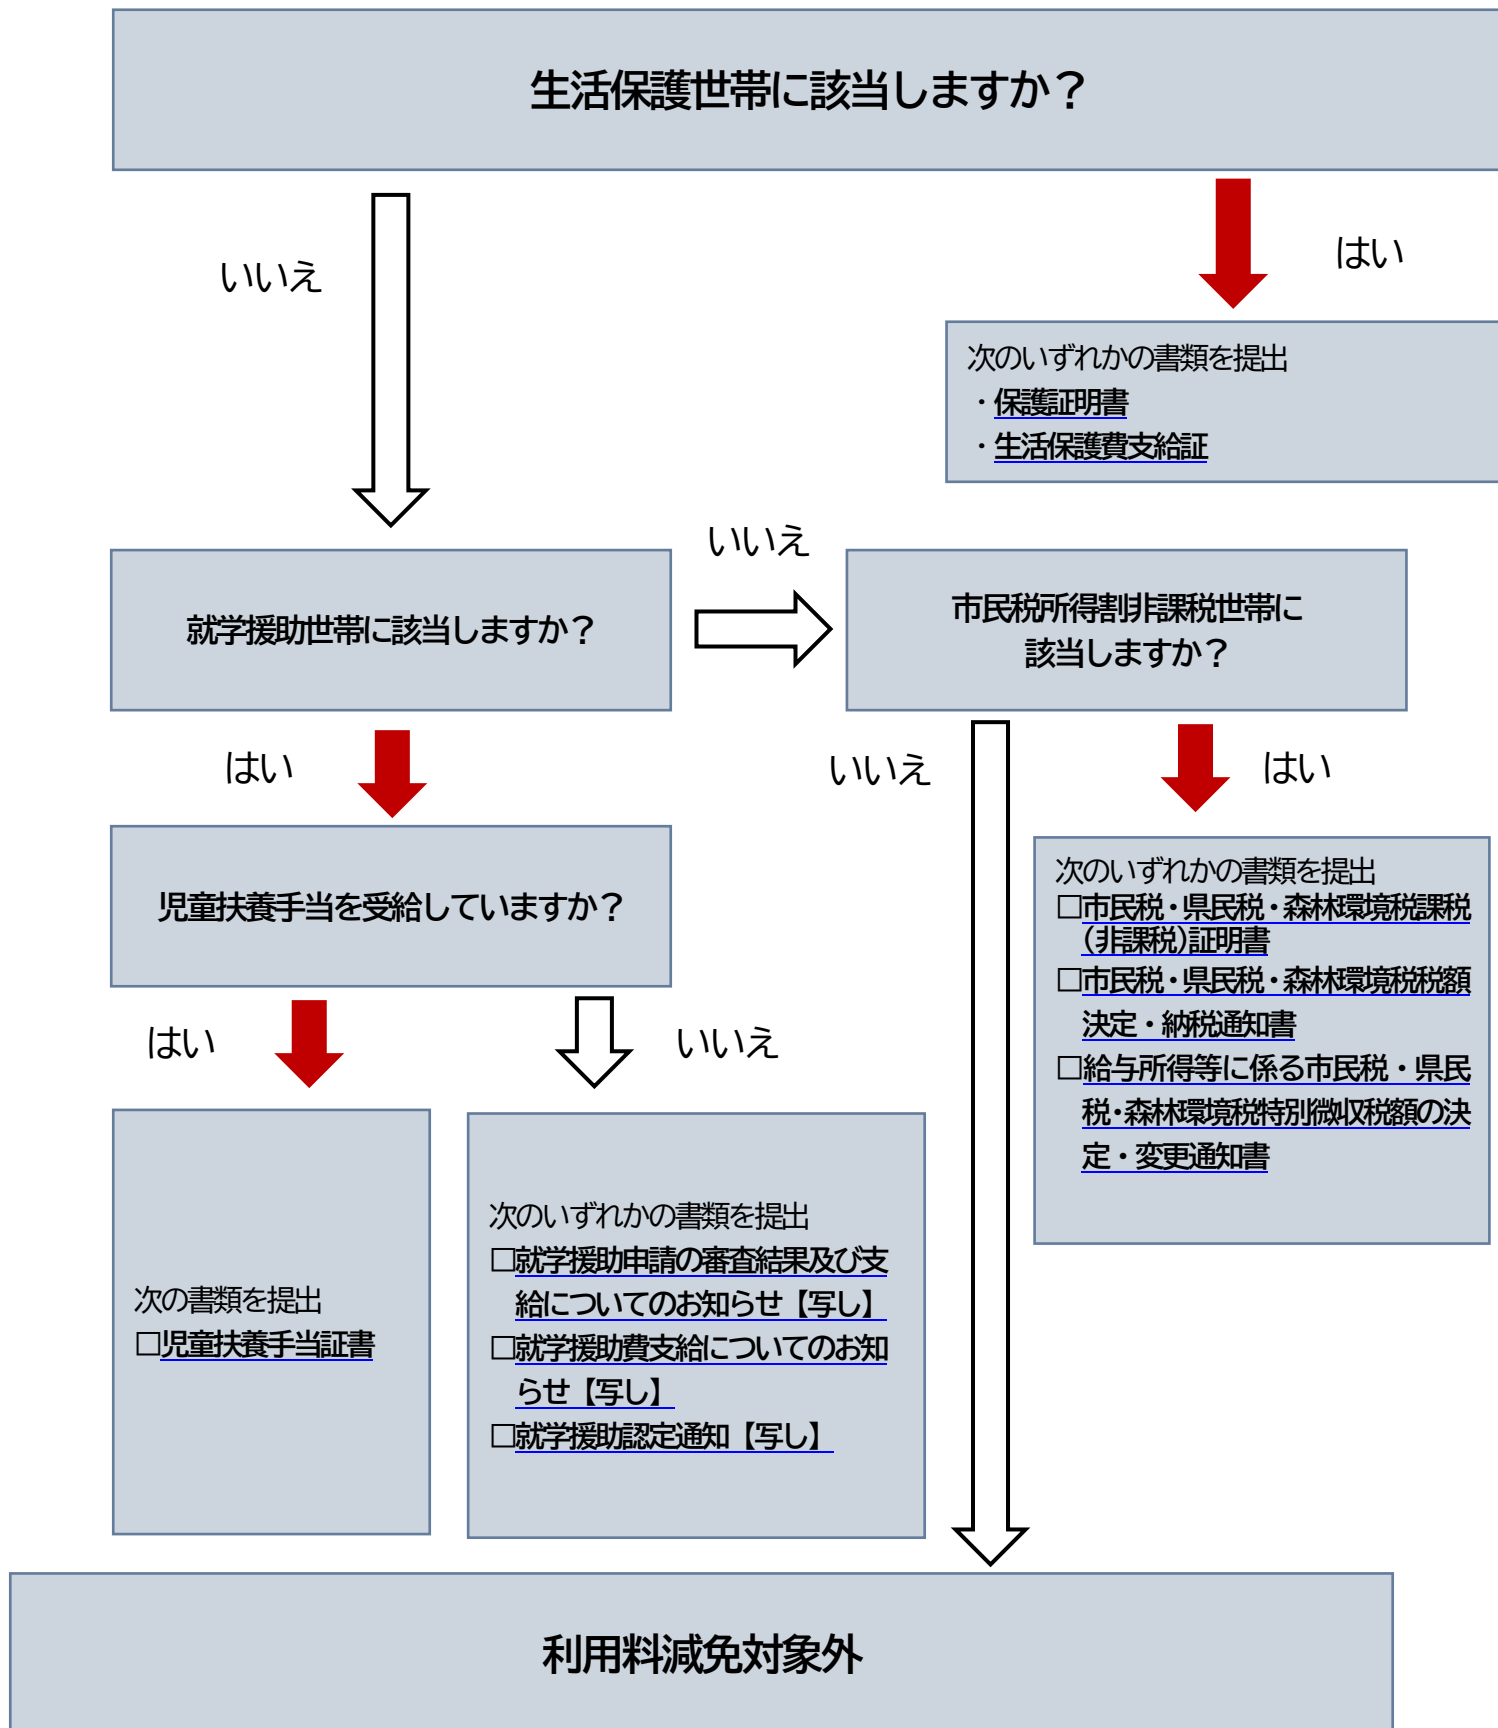 生活保護世帯に該当しますか？
いいえ
はい
次のいずれかの書類を提出
・保護証明書
・生活保護費支給証
就学援助世帯に該当しますか？
いいえ
市民税所得割非課税世帯に
該当しますか？
はい
いいえ
はい
児童扶養手当を受給していますか？
次のいずれかの書類を提出
□市民税・県民税・森林環境税課税
（非課税）証明書
□市民税・県民税・森林環境税税額
決定・納税通知書
□給与所得等に係る市民税・県民
税・森林環境税特別徴収税額の決
定・変更通知書
はい
いいえ
次の書類を提出
□児童扶養手当証書
次のいずれかの書類を提出
□就学援助申請の審査結果及び支
給についてのお知らせ【写し】
□就学援助費支給についてのお知
らせ【写し】
□就学援助認定通知【写し】
利用料減免対象外